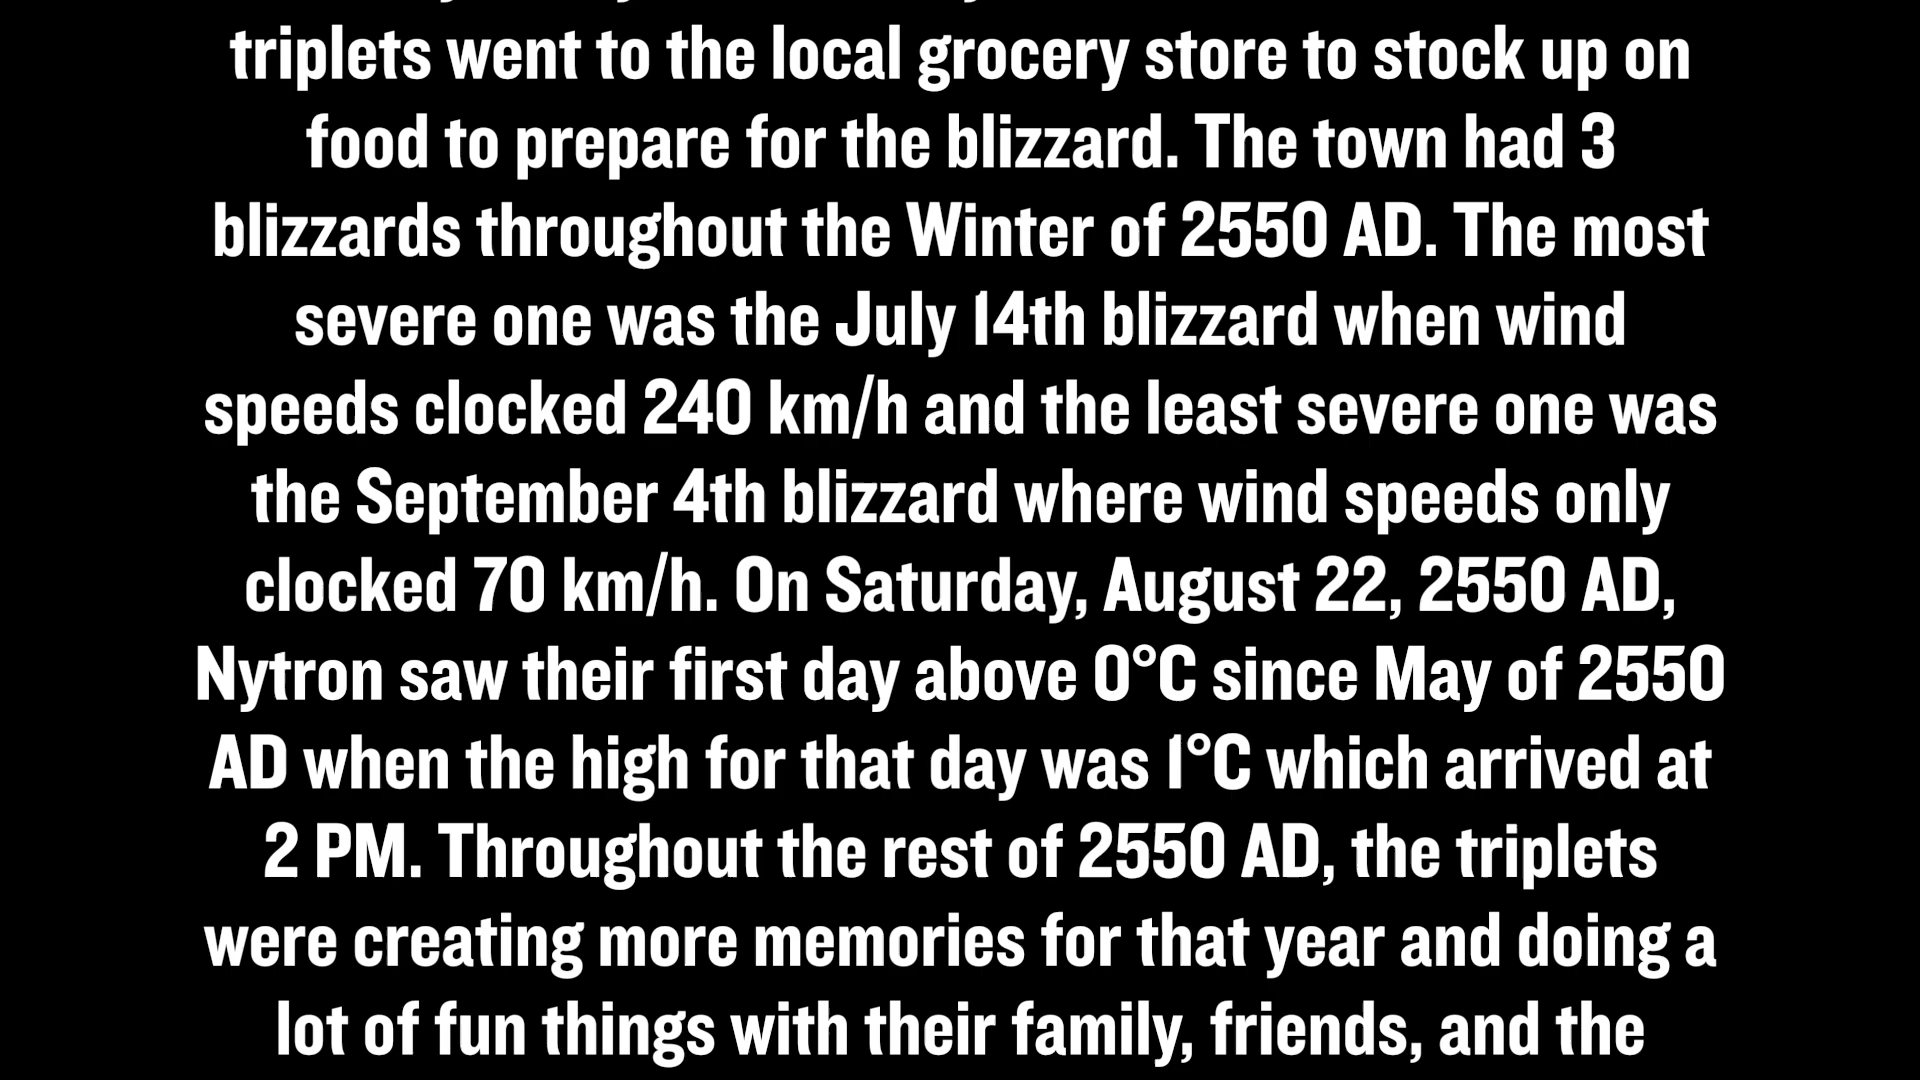 triplets went to the local grocery store to stock up on
food to prepare for the blizzard. The town had 3
blizzards throughout the Winter of 2550 AD. The most
severe one was the July 14th blizzard when wind
speeds clocked 240 km/h and the least severe one was
the September 4th blizzard where wind speeds only
clocked 70 km/h. On Saturday, August 22, 2550 AD,
Nytron saw their first day above 0°C since May of 2550
AD when the high for that day was 1°C which arrived at
2 PM. Throughout the rest of 2550 AD, the triplets
were creating more memories for that year and doing a
lot of fun things with their family, friends, and the